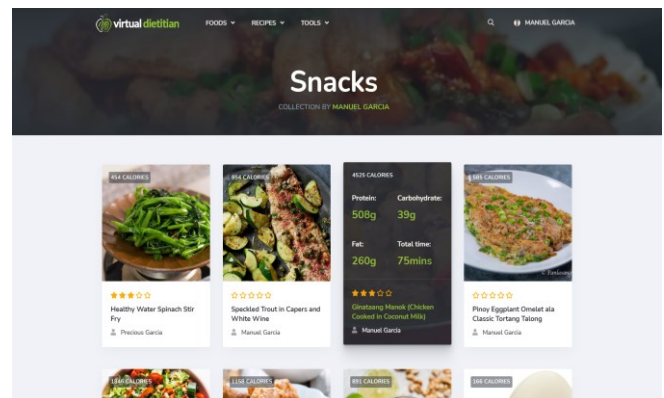 virtual dietitian
FOODS
RECIPES
TOOLS
MANUEL GARCIA
Snacks
COLLECTION BY MANUEL GARCIA
454 CALORIES
Healthy Water Spinach Stir
Fry
Precious Garcia
854 CALORIES
Speckled Trout in Capers and
White Wine
Manuel Garcia
4525 CALORIES
Protein: Carbohydrate:
508g 39g
Fat: Total time:
260g 75mins
Ginataang Manok (Chicken
Cooked in Coconut Milk)
Manuel Garcia
585 CALORIES
Pinoy Eggplant Omelet ala
Classic Tortang Talong
Manuel Garcia
1346 CALORIES
1158 CALORIES
891 CALORIES
166 CALORIES